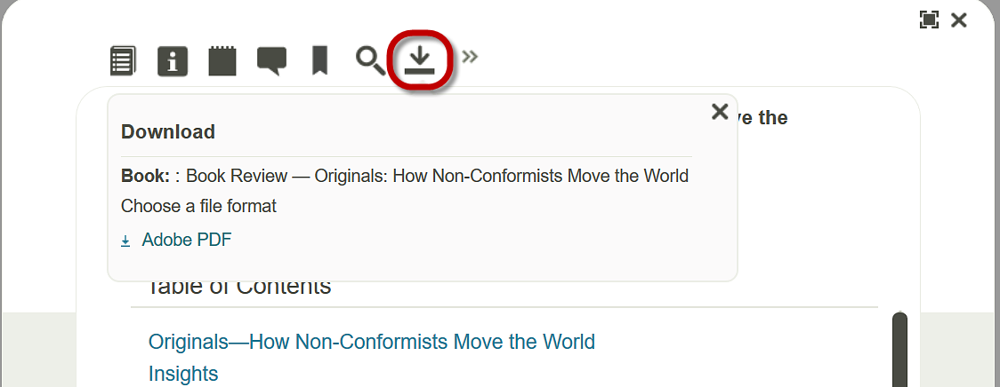 ve the
Download
Book: : Book Review — Originals: How Non-Conformists Move the World
Choose a file format
Adobe PDF
Table of Contents
Originals—How Non-Conformists Move the World
Insights